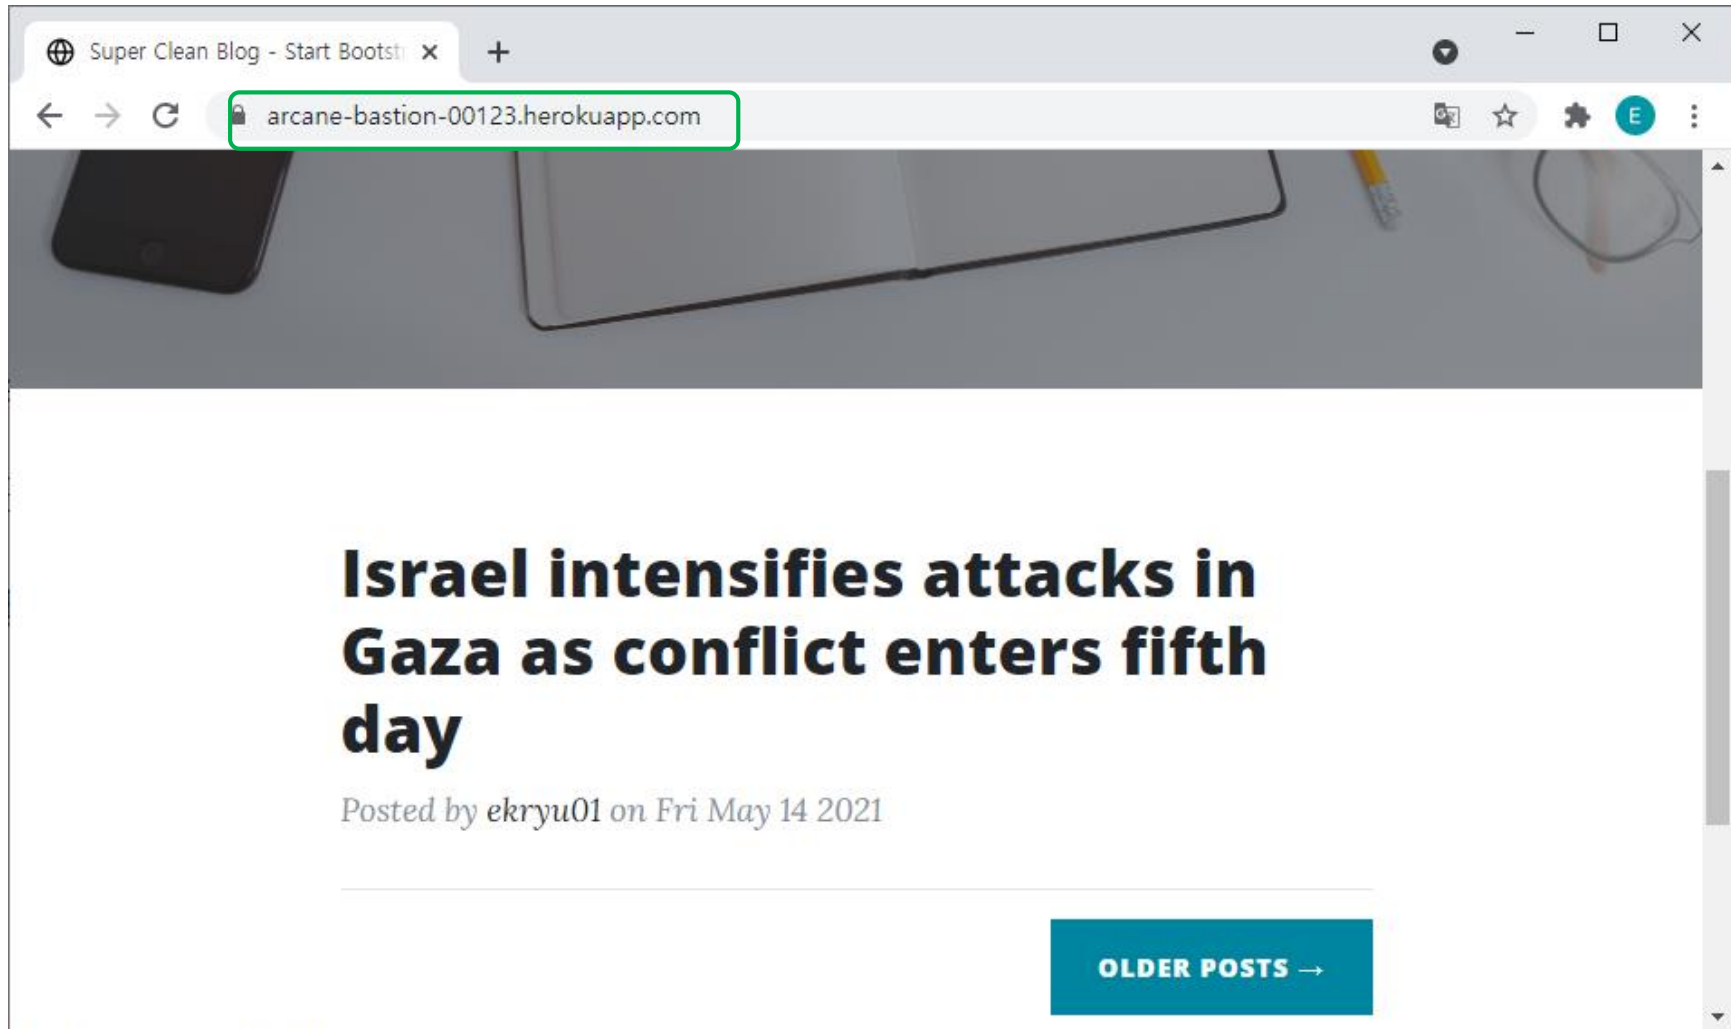 Super Clean Blog - Start Bootst
arcane-bastion-00123.herokuapp.com
E
Israel intensifies attacks in
Gaza as conflict enters fifth
day
Posted by ekryu01 on Fri May 14 2021
OLDER POSTS →